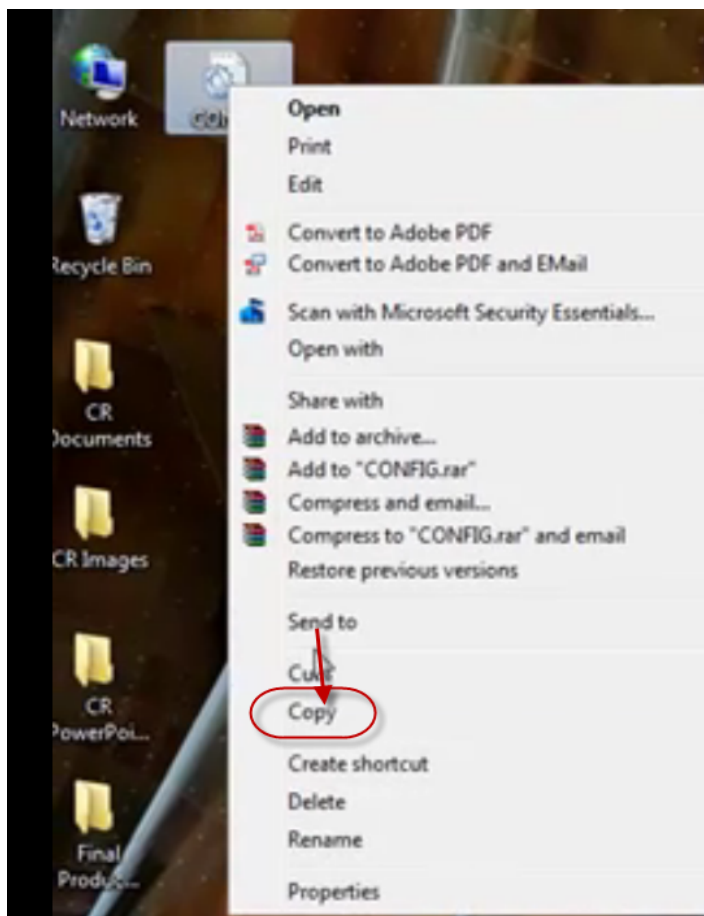 Network
Recycle Bin
CR
Documents
CR Images
CR
PowerPoi...
Final
Produc...
Open
Print
Edit
Convert to Adobe PDF
Convert to Adobe PDF and EMail
Scan with Microsoft Security Essentials...
Open with
Share with
Add to archive...
Add to "CONFIG.rar"
Compress and email...
Compress to "CONFIG.rar" and email
Restore previous versions
Send to
Cut
Copy
Create shortcut
Delete
Rename
Properties